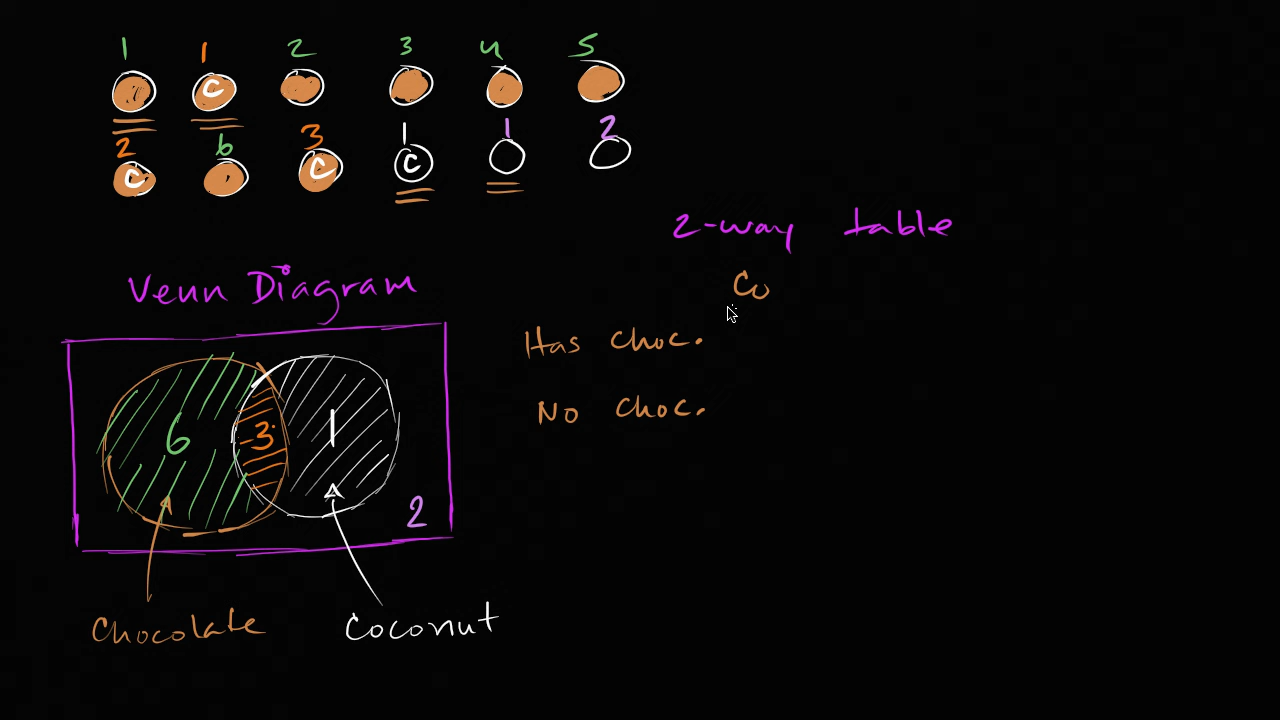 1 1 2 3 4 5
C
2 6 3 1 1 2
C C C
2-way table
Venn Diagram
Co
Has choc.
No choc.
6 3 1
2
Chocolate Coconut